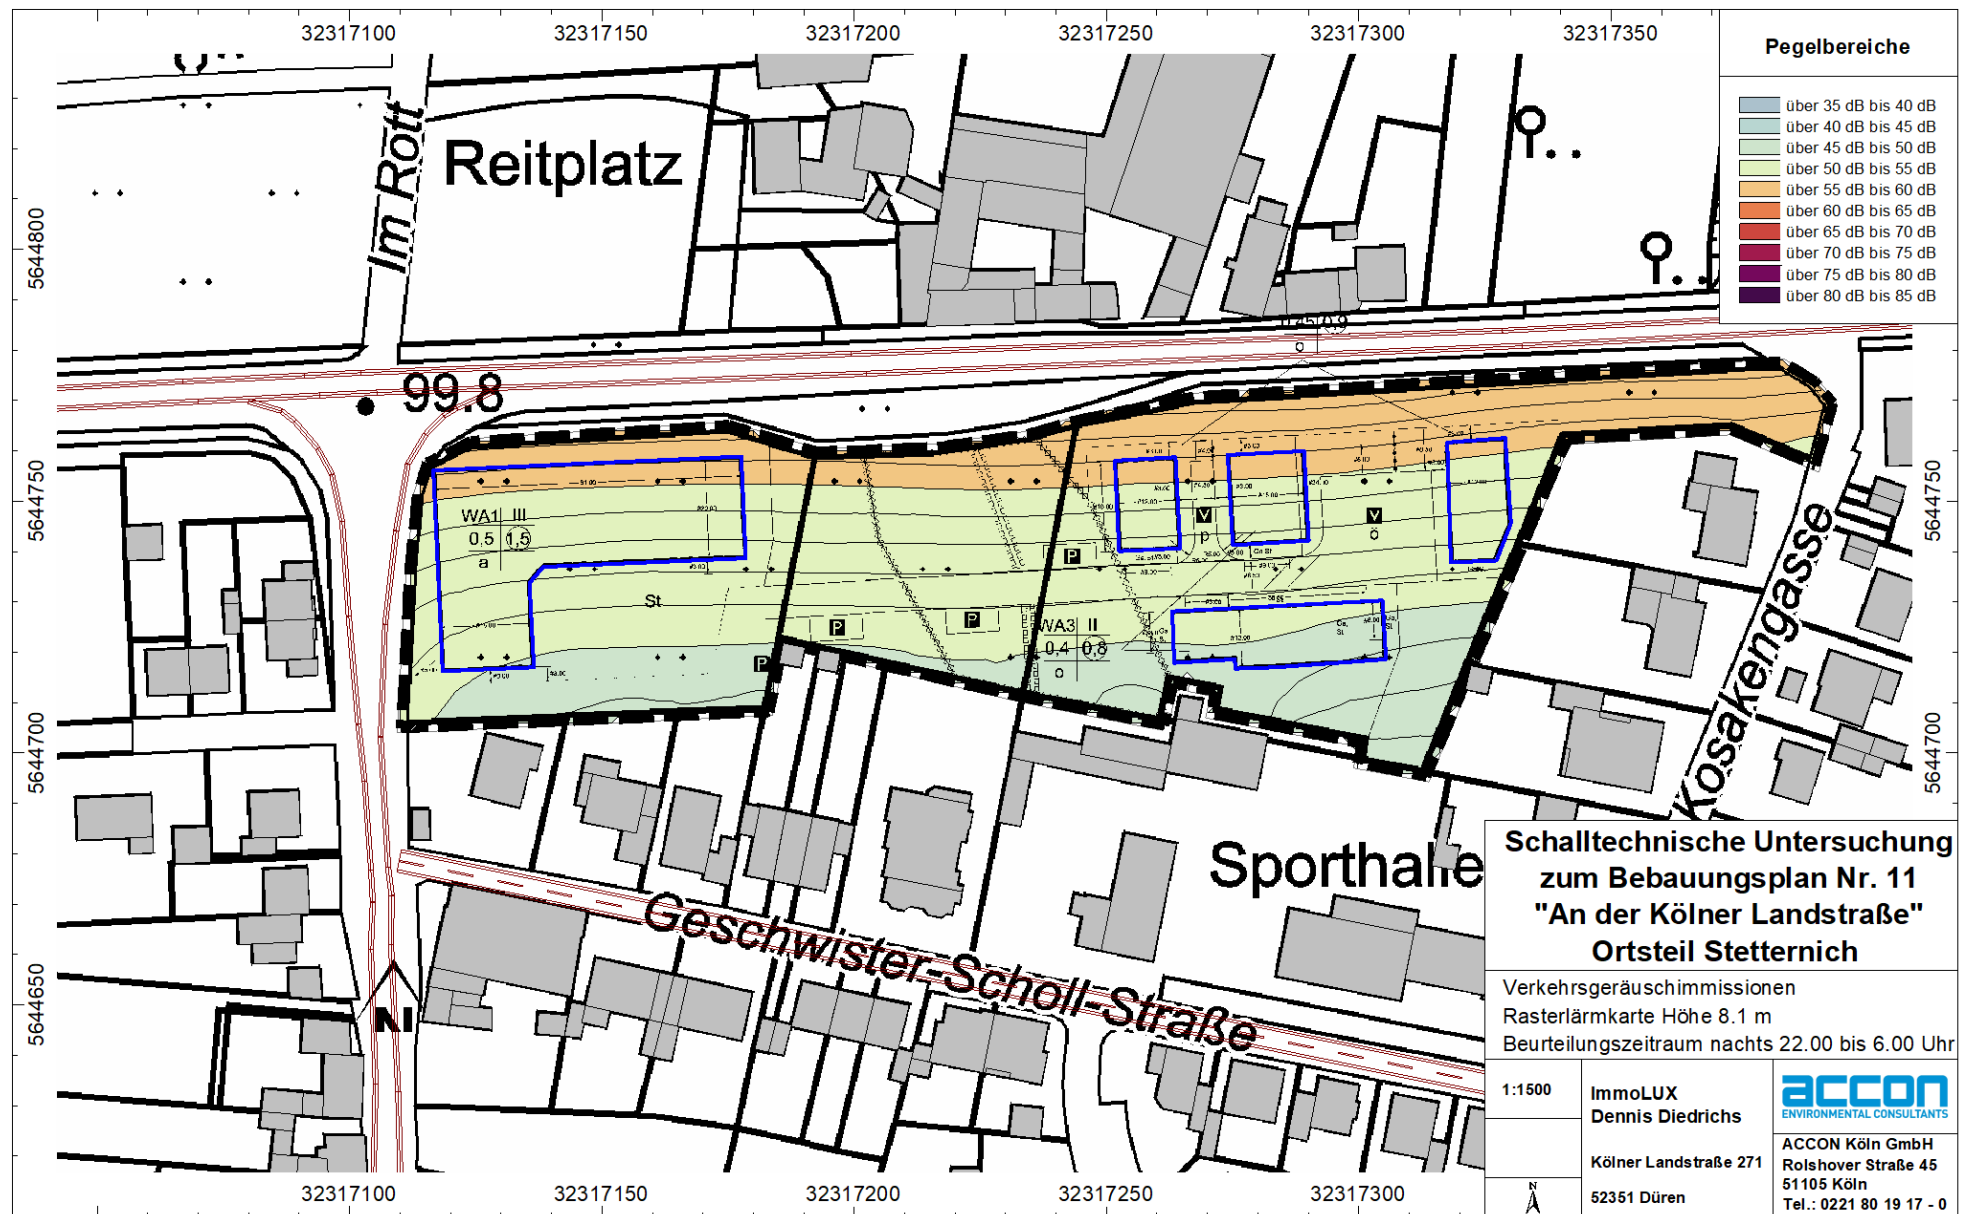 32317100 32317150 32317200 32317250 32317300 32317350
Pegelbereiche
über 35 dB bis 40 dB
über 40 dB bis 45 dB
über 45 dB bis 50 dB
über 50 dB bis 55 dB
über 55 dB bis 60 dB
über 60 dB bis 65 dB
über 65 dB bis 70 dB
über 70 dB bis 75 dB
über 75 dB bis 80 dB
über 80 dB bis 85 dB
Im Rott
Reitplatz
5644800
5644750
5644700
5644650
99.8
o
WA1 III
0,5 1,5
a
St
V
p
V
ö
P
P
P
P
WA3 II
0,4 0,8
o
5644750
5644700
Kosakengasse
Sporthalle
Geschwister-Scholl-Straße
N
Schalltechnische Untersuchung
zum Bebauungsplan Nr. 11
"An der Kölner Landstraße"
Ortsteil Stetternich
Verkehrsgeräuschimmissionen
Rasterlärmkarte Höhe 8.1 m
Beurteilungszeitraum nachts 22.00 bis 6.00 Uhr
1:1500
ImmoLUX
Dennis Diedrichs
Kölner Landstraße 271
52351 Düren
accon
ENVIRONMENTAL CONSULTANTS
ACCON Köln GmbH
Rolshover Straße 45
51105 Köln
Tel.: 0221 80 19 17 - 0
N
32317100 32317150 32317200 32317250 32317300